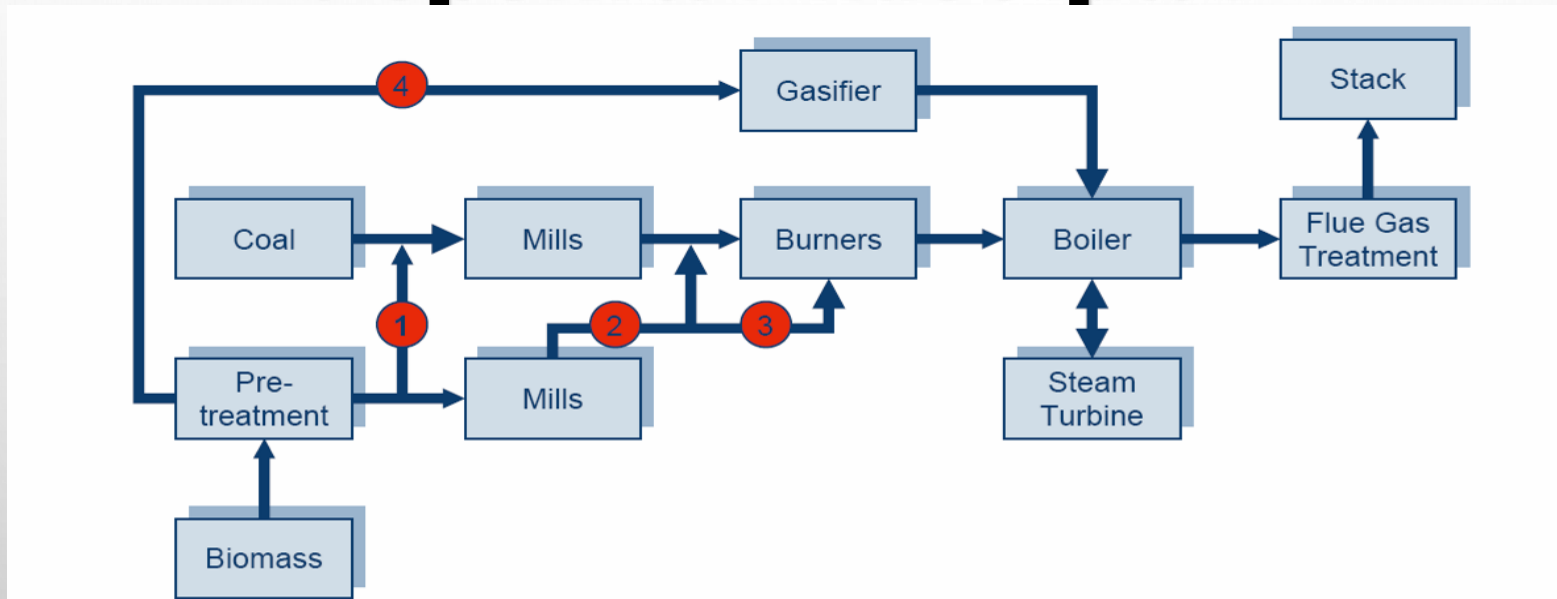 4
Gasifier
Stack
Coal
Mills
Burners
Boiler
Flue Gas
Treatment
1
2
3
Pre-
treatment
Mills
Steam
Turbine
Biomass